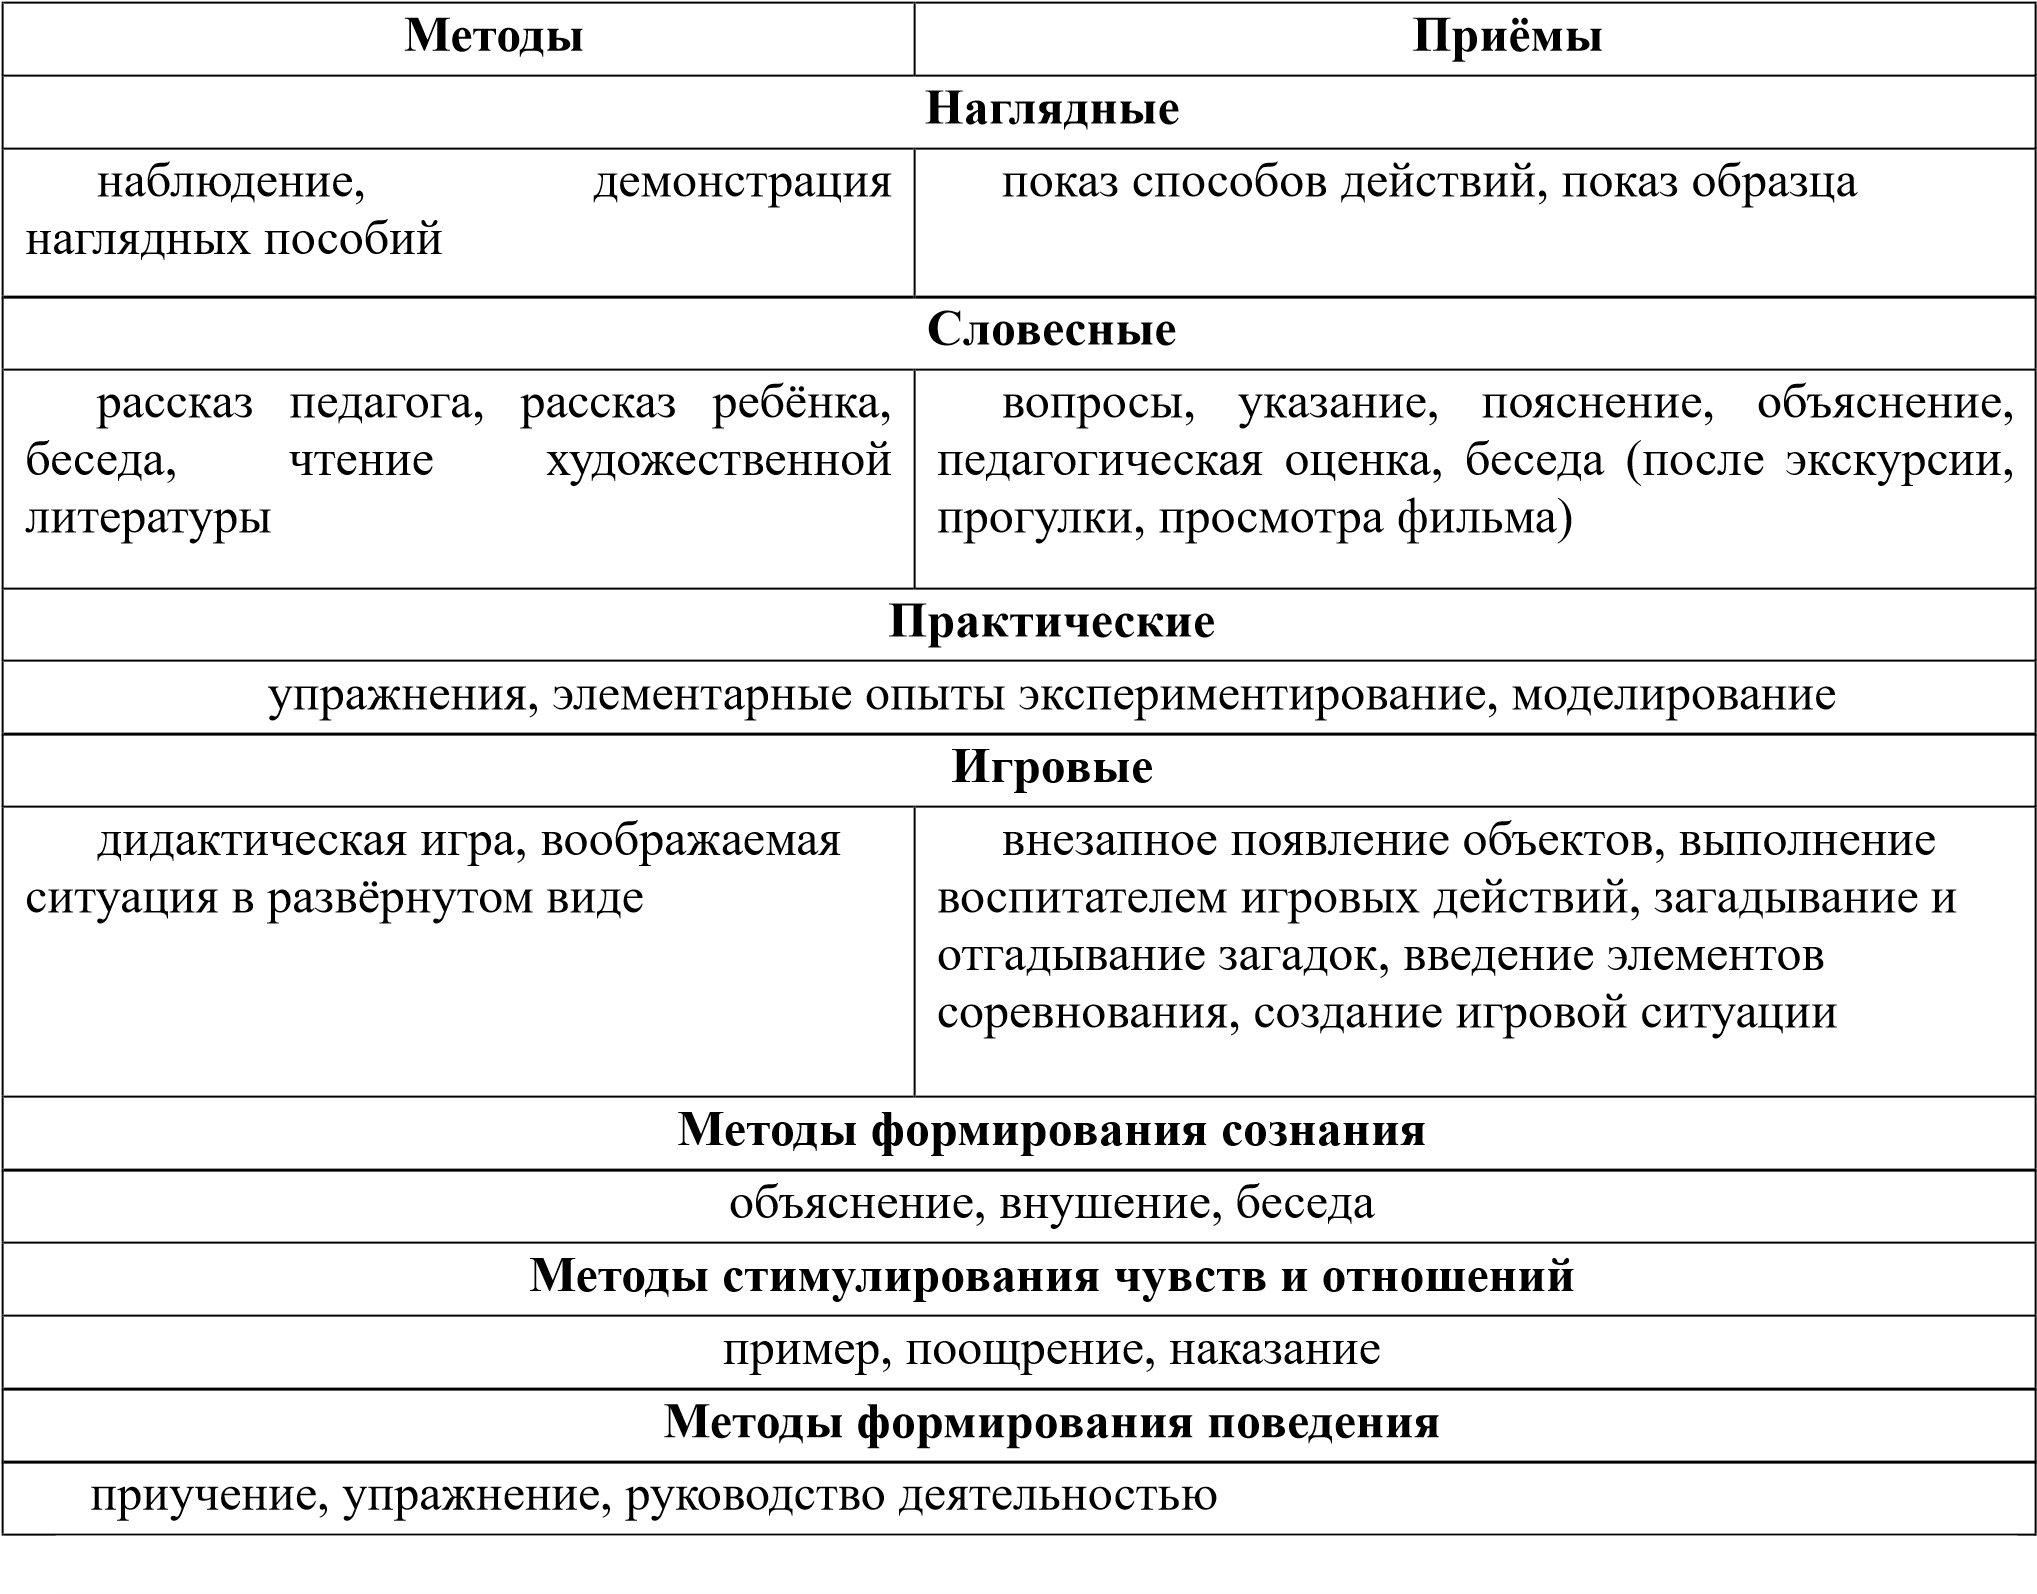 Методы
Приёмы
Наглядные
наблюдение, демонстрация
наглядных пособий
показ способов действий, показ образца
Словесные
рассказ педагога, рассказ ребёнка,
беседа, чтение художественной
литературы
вопросы, указание, пояснение, объяснение,
педагогическая оценка, беседа (после экскурсии,
прогулки, просмотра фильма)
Практические
упражнения, элементарные опыты экспериментирование, моделирование
Игровые
дидактическая игра, воображаемая
ситуация в развёрнутом виде
внезапное появление объектов, выполнение
воспитателем игровых действий, загадывание и
отгадывание загадок, введение элементов
соревнования, создание игровой ситуации
Методы формирования сознания
объяснение, внушение, беседа
Методы стимулирования чувств и отношений
пример, поощрение, наказание
Методы формирования поведения
приучение, упражнение, руководство деятельностью